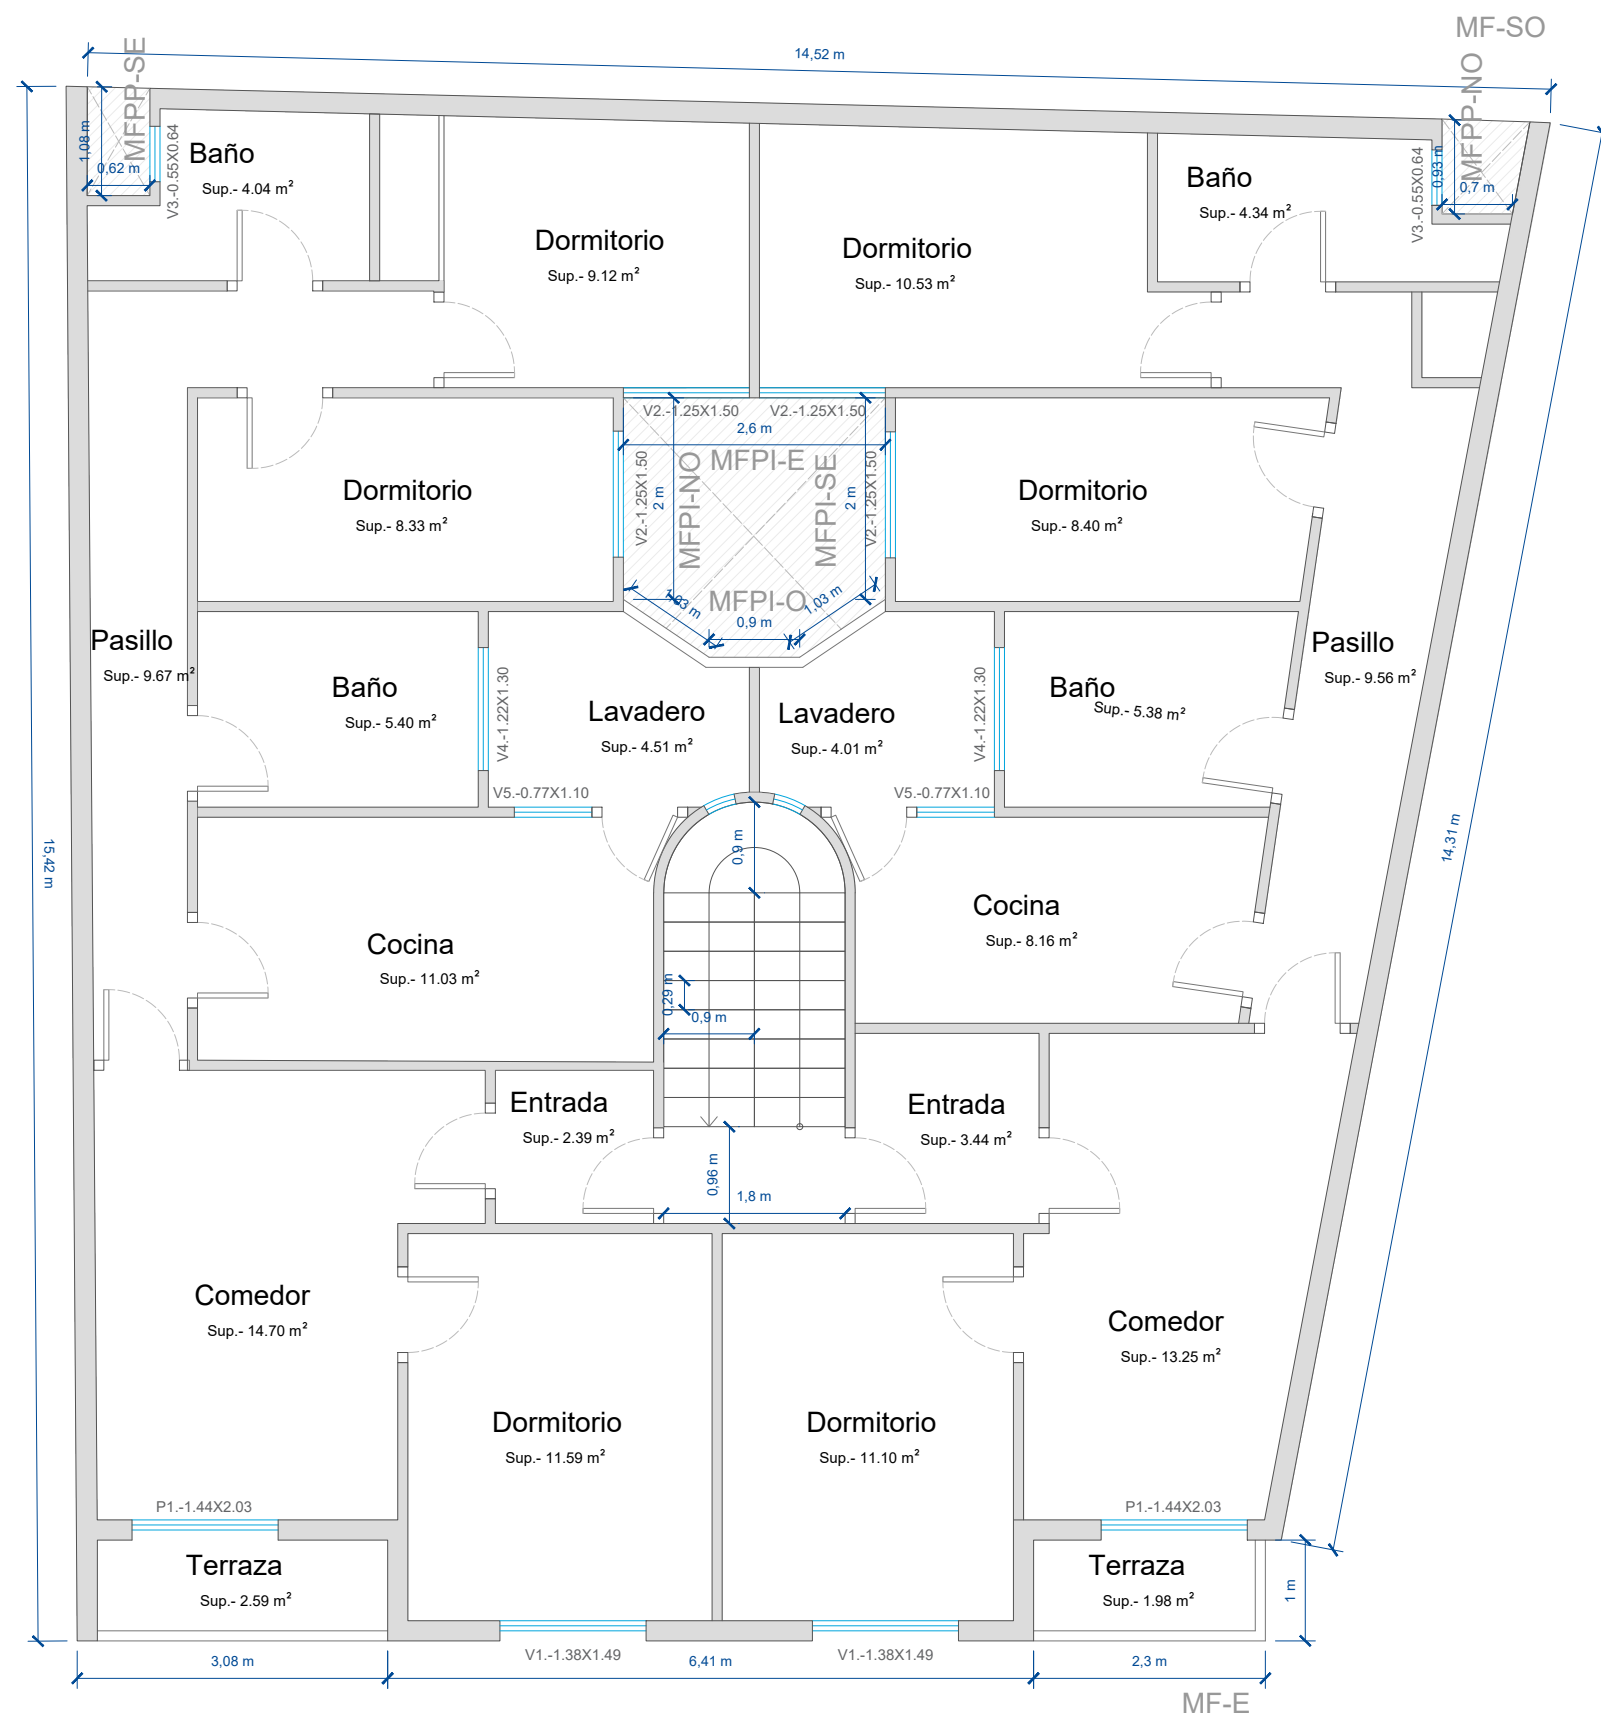 MF-SO
14,52 m
MFPP-SE
MFPP-NO
1,08 m
0,62 m
V3.-0.55X0.64
Baño
Sup.- 4.04 m²
Dormitorio
Sup.- 9.12 m²
Dormitorio
Sup.- 10.53 m²
Baño
Sup.- 4.34 m²
V3.-0.55X0.64
0,93 m
0,7 m
V2.-1.25X1.50
V2.-1.25X1.50
2,6 m
MFPI-E
V2.-1.25X1.50
2 m
MFPI-NO
MFPI-SE
2 m
V2.-1.25X1.50
Dormitorio
Sup.- 8.33 m²
Dormitorio
Sup.- 8.40 m²
MFPI-O
1,03 m
0,9 m
1,03 m
Pasillo
Sup.- 9.67 m²
Baño
Sup.- 5.40 m²
V4.-1.22X1.30
Lavadero
Sup.- 4.51 m²
Lavadero
Sup.- 4.01 m²
V4.-1.22X1.30
Baño
Sup.- 5.38 m²
Pasillo
Sup.- 9.56 m²
V5.-0.77X1.10
V5.-0.77X1.10
15,42 m
0,9 m
14,31 m
Cocina
Sup.- 11.03 m²
Cocina
Sup.- 8.16 m²
0,29 m
0,9 m
Entrada
Sup.- 2.39 m²
Entrada
Sup.- 3.44 m²
0,96 m
1,8 m
Comedor
Sup.- 14.70 m²
Comedor
Sup.- 13.25 m²
Dormitorio
Sup.- 11.59 m²
Dormitorio
Sup.- 11.10 m²
P1.-1.44X2.03
P1.-1.44X2.03
Terraza
Sup.- 2.59 m²
Terraza
Sup.- 1.98 m²
1 m
V1.-1.38X1.49
V1.-1.38X1.49
3,08 m
6,41 m
2,3 m
MF-E